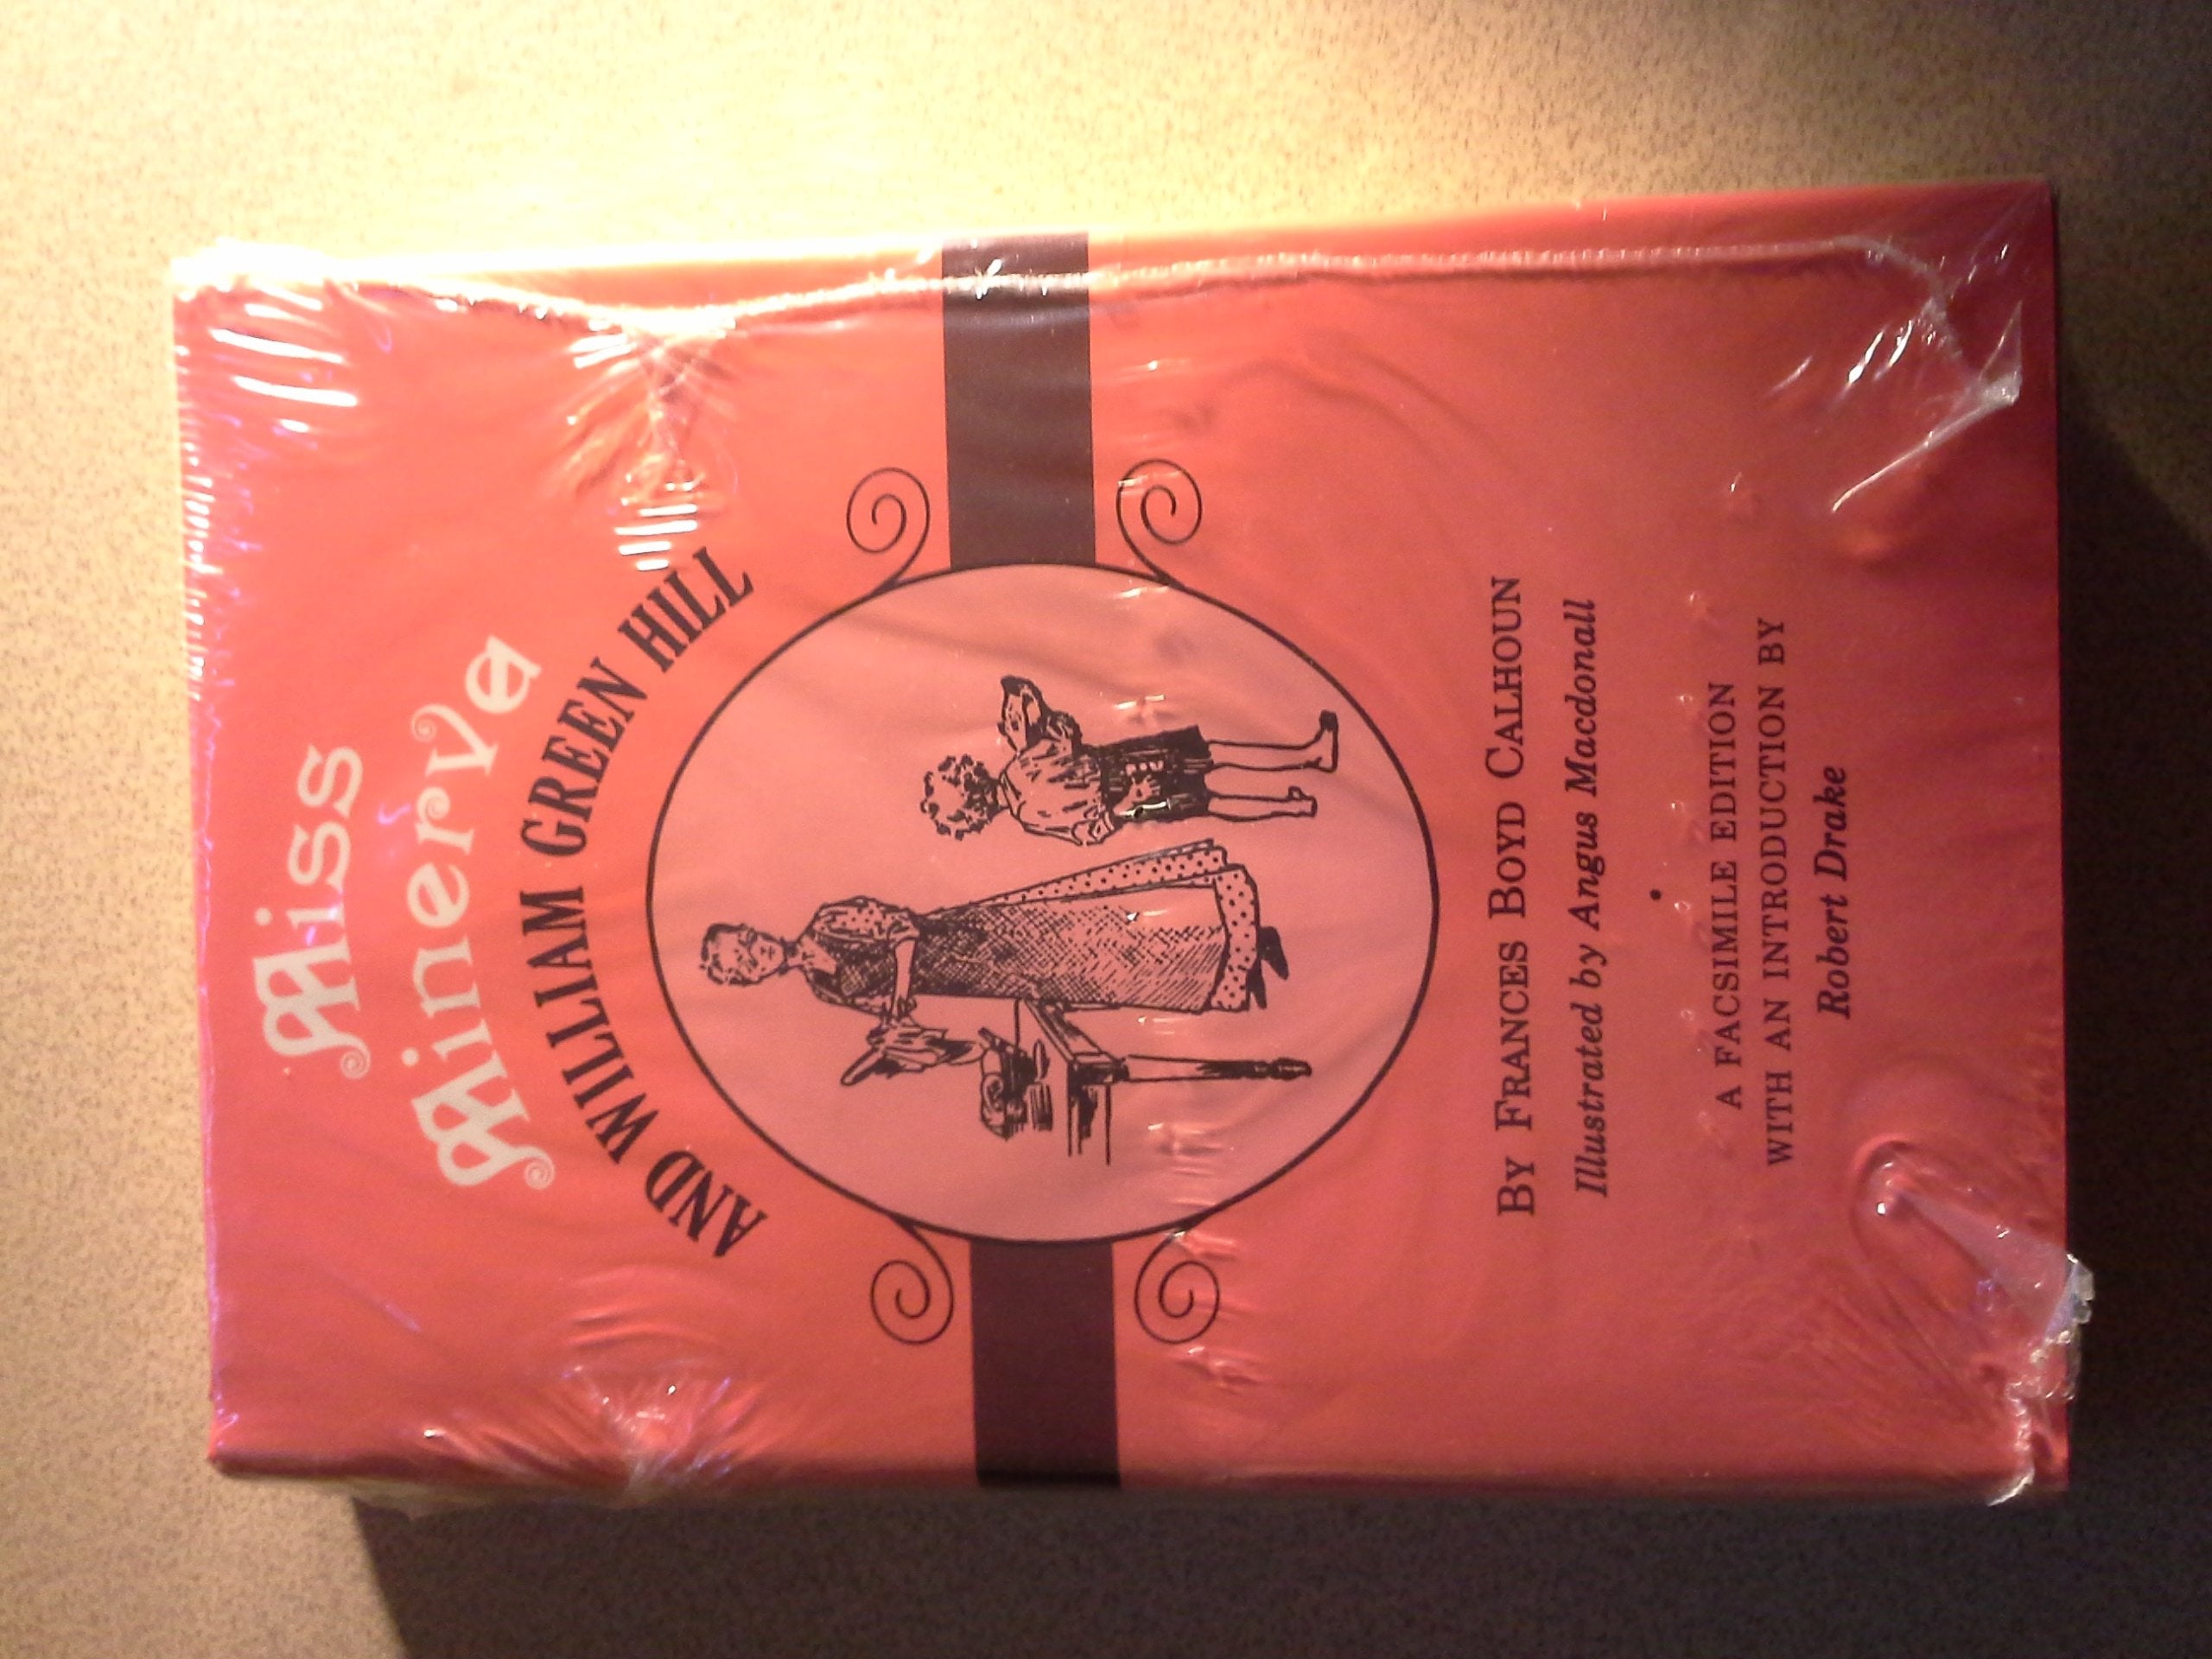 Miss
Minerva
AND WILLIAM GREEN HILL
BY FRANCES BOYD CALHOUN
Illustrated by Angus Macdonall
•
A FACSIMILE EDITION
WITH AN INTRODUCTION BY
Robert Drake